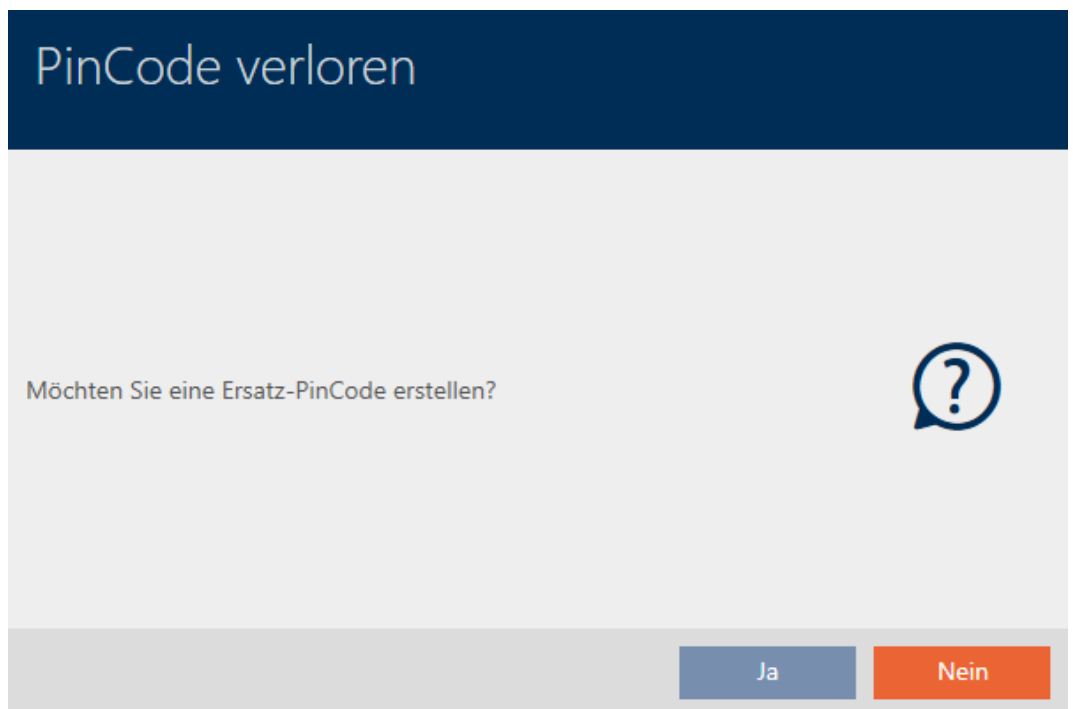 PinCode verloren
Möchten Sie eine Ersatz-PinCode erstellen?
?
Ja
Nein